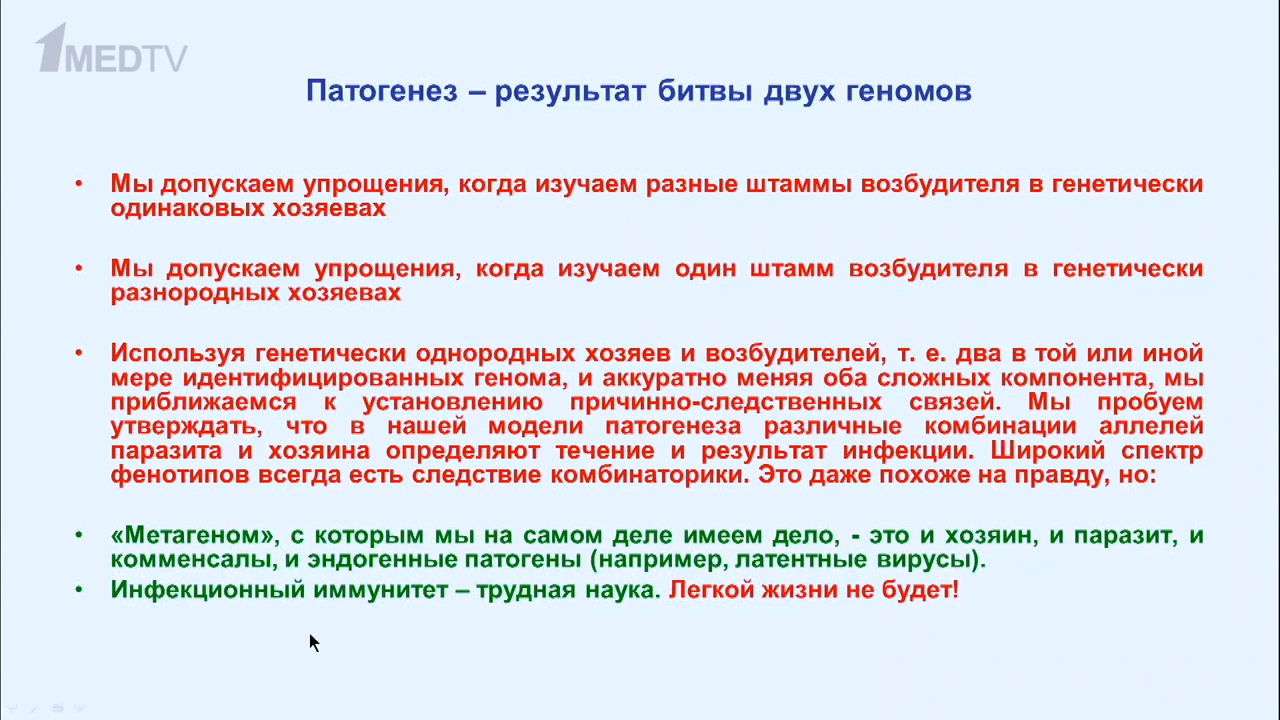 1MEDTV
Патогенез – результат битвы двух геномов
• Мы допускаем упрощения, когда изучаем разные штаммы возбудителя в генетически
одинаковых хозяевах
• Мы допускаем упрощения, когда изучаем один штамм возбудителя в генетически
разнородных хозяевах
• Используя генетически однородных хозяев и возбудителей, т. е. два в той или иной
мере идентифицированных генома, и аккуратно меняя оба сложных компонента, мы
приближаемся к установлению причинно-следственных связей. Мы пробуем
утверждать, что в нашей модели патогенеза различные комбинации аллелей
паразита и хозяина определяют течение и результат инфекции. Широкий спектр
фенотипов всегда есть следствие комбинаторики. Это даже похоже на правду, но:
• «Метагеном», с которым мы на самом деле имеем дело, - это и хозяин, и паразит, и
комменсалы, и эндогенные патогены (например, латентные вирусы).
• Инфекционный иммунитет – трудная наука. Легкой жизни не будет!